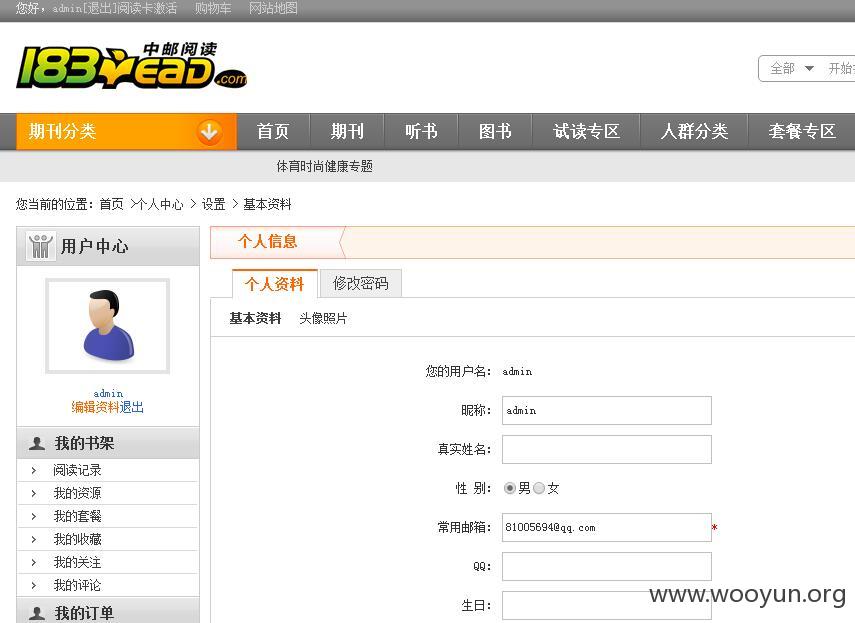 您好，admin[退出]阅读卡激活 购物车 网站地图
中邮阅读
183READ.com
全部 开始
期刊分类 首页 期刊 听书 图书 试读专区 人群分类 套餐专区
体育时尚健康专题
您当前的位置：首页 >个人中心 > 设置 > 基本资料
用户中心
admin
编辑资料退出
我的书架
阅读记录
我的资源
我的套餐
我的收藏
我的关注
我的评论
我的订单
个人信息
个人资料 修改密码
基本资料 头像照片
您的用户名： admin
昵称： admin
真实姓名：
性 别： 男 女
常用邮箱： 81005694@qq.com *
QQ:
生日：
www.wooyun.org